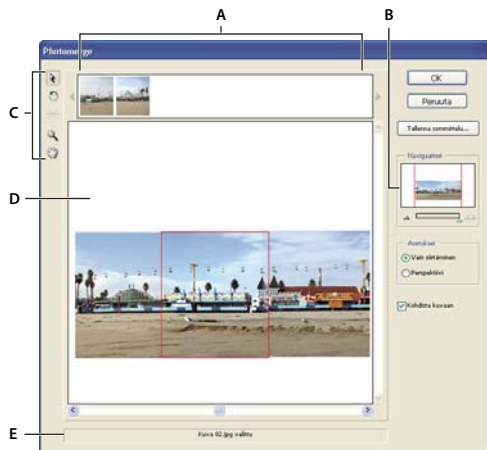 A
B
Photomerge
C
OK
Peruuta
Tallenna sommittelu...
Navigaattori
D
Asetukset
Vain siirtäminen
Perspektiivi
Kohdista kuvaan
E
Kuva 02.jpg valittu